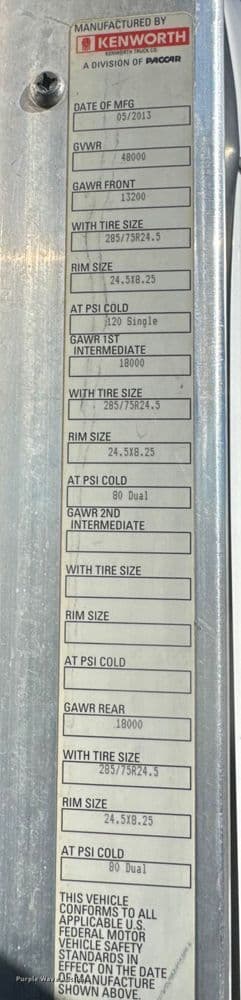 MANUFACTURED BY
KENWORTH
KENWORTH TRUCK CO.
A DIVISION OF PACCAR
DATE OF MFG
05/2013
GVWR
48000
GAWR FRONT
13200
WITH TIRE SIZE
285/75R24.5
RIM SIZE
24.5X8.25
AT PSI COLD
120 Single
GAWR 1ST
INTERMEDIATE
18000
WITH TIRE SIZE
285/75R24.5
RIM SIZE
24.5X8.25
AT PSI COLD
80 Dual
GAWR 2ND
INTERMEDIATE
WITH TIRE SIZE
RIM SIZE
AT PSI COLD
GAWR REAR
18000
WITH TIRE SIZE
285/75R24.5
RIM SIZE
24.5X8.25
AT PSI COLD
80 Dual
THIS VEHICLE
CONFORMS TO ALL
APPLICABLE U.S.
FEDERAL MOTOR
VEHICLE SAFETY
STANDARDS IN
EFFECT ON THE DATE
OF MANUFACTURE
SHOWN ABOVE.
Purple Wave